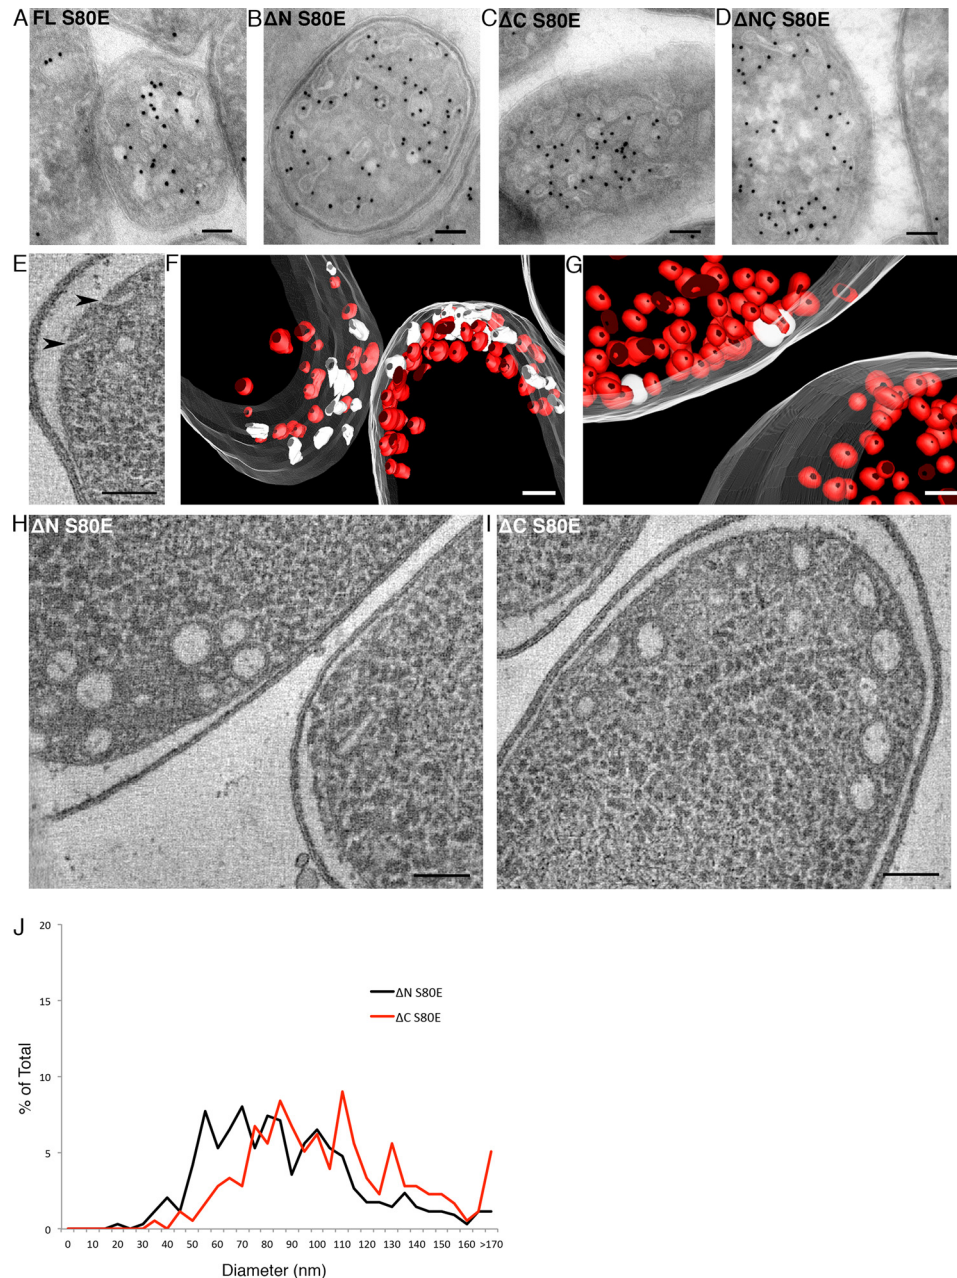 A FL S80E
B ΔN S80E
C ΔC S80E
D ΔNC S80E
E
F
G
H ΔN S80E
I ΔC S80E
J
20
15
10
5
0
% of Total
ΔN S80E
ΔC S80E
0 10 20 30 40 50 60 70 80 90 100 110 120 130 140 150 160 >170
Diameter (nm)